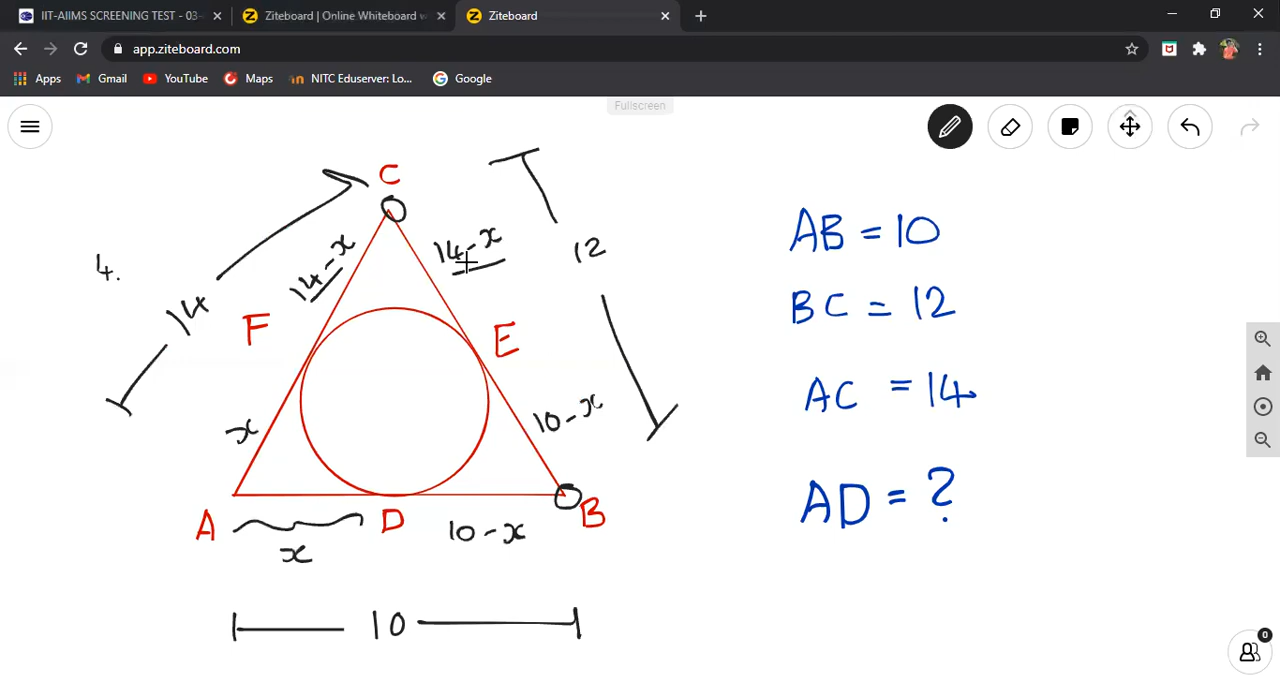 IIT-AIIMS SCREENING TEST - 03-
Ziteboard | Online Whiteboard w
Ziteboard
app.ziteboard.com
Apps
Gmail
YouTube
Maps
NITC Eduserver: Lo...
Google
Fullscreen
C
4.
14
14-x
14-x
12
F
E
x
10-x
A
D
B
x
10-x
10
AB = 10
BC = 12
AC = 14
AD = ?
0